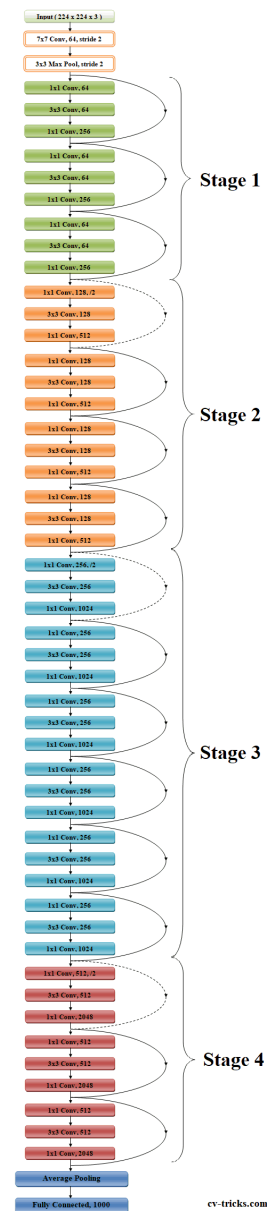 Input ( 224 x 224 x 3 )
7x7 Conv, 64, stride 2
3x3 Max Pool, stride 2
1x1 Conv, 64
3x3 Conv, 64
1x1 Conv, 256
1x1 Conv, 64
3x3 Conv, 64
1x1 Conv, 256
1x1 Conv, 64
3x3 Conv, 64
1x1 Conv, 256
Stage 1
1x1 Conv, 128, /2
3x3 Conv, 128
1x1 Conv, 512
1x1 Conv, 128
3x3 Conv, 128
1x1 Conv, 512
1x1 Conv, 128
3x3 Conv, 128
1x1 Conv, 512
1x1 Conv, 128
3x3 Conv, 128
1x1 Conv, 512
Stage 2
1x1 Conv, 256, /2
3x3 Conv, 256
1x1 Conv, 1024
1x1 Conv, 256
3x3 Conv, 256
1x1 Conv, 1024
1x1 Conv, 256
3x3 Conv, 256
1x1 Conv, 1024
1x1 Conv, 256
3x3 Conv, 256
1x1 Conv, 1024
1x1 Conv, 256
3x3 Conv, 256
1x1 Conv, 1024
1x1 Conv, 256
3x3 Conv, 256
1x1 Conv, 1024
Stage 3
1x1 Conv, 512, /2
3x3 Conv, 512
1x1 Conv, 2048
1x1 Conv, 512
3x3 Conv, 512
1x1 Conv, 2048
1x1 Conv, 512
3x3 Conv, 512
1x1 Conv, 2048
Stage 4
Average Pooling
Fully Connected, 1000
cv-tricks.com